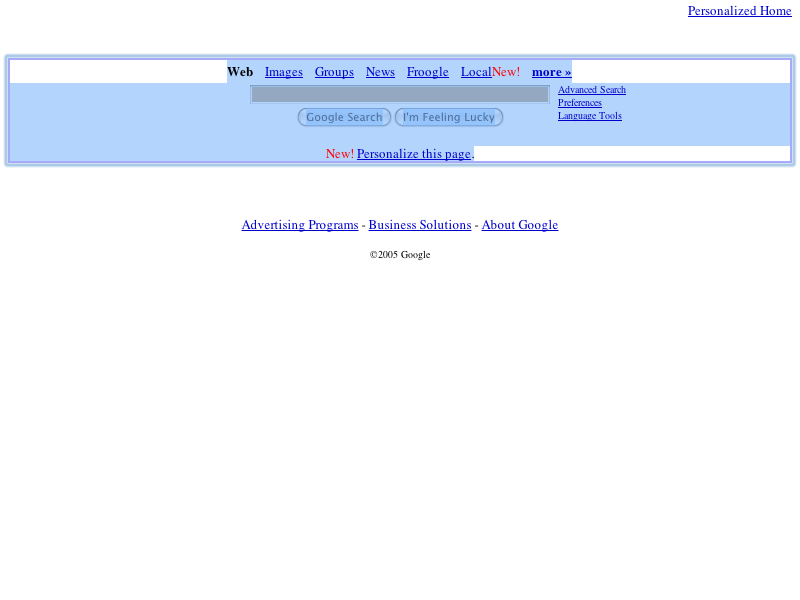 Personalized Home
Web Images Groups News Froogle LocalNew! more »
Advanced Search
Preferences
Language Tools
Google Search I'm Feeling Lucky
New! Personalize this page.
Advertising Programs - Business Solutions - About Google
©2005 Google